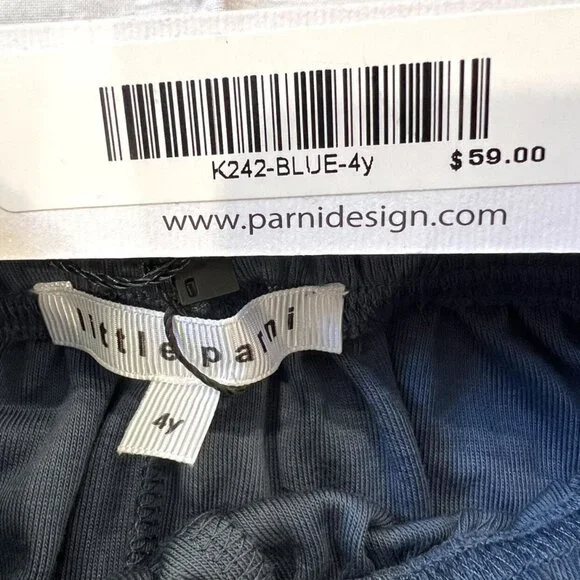 K242-BLUE-4y $59.00
www.parnidesign.com
little parni
4y